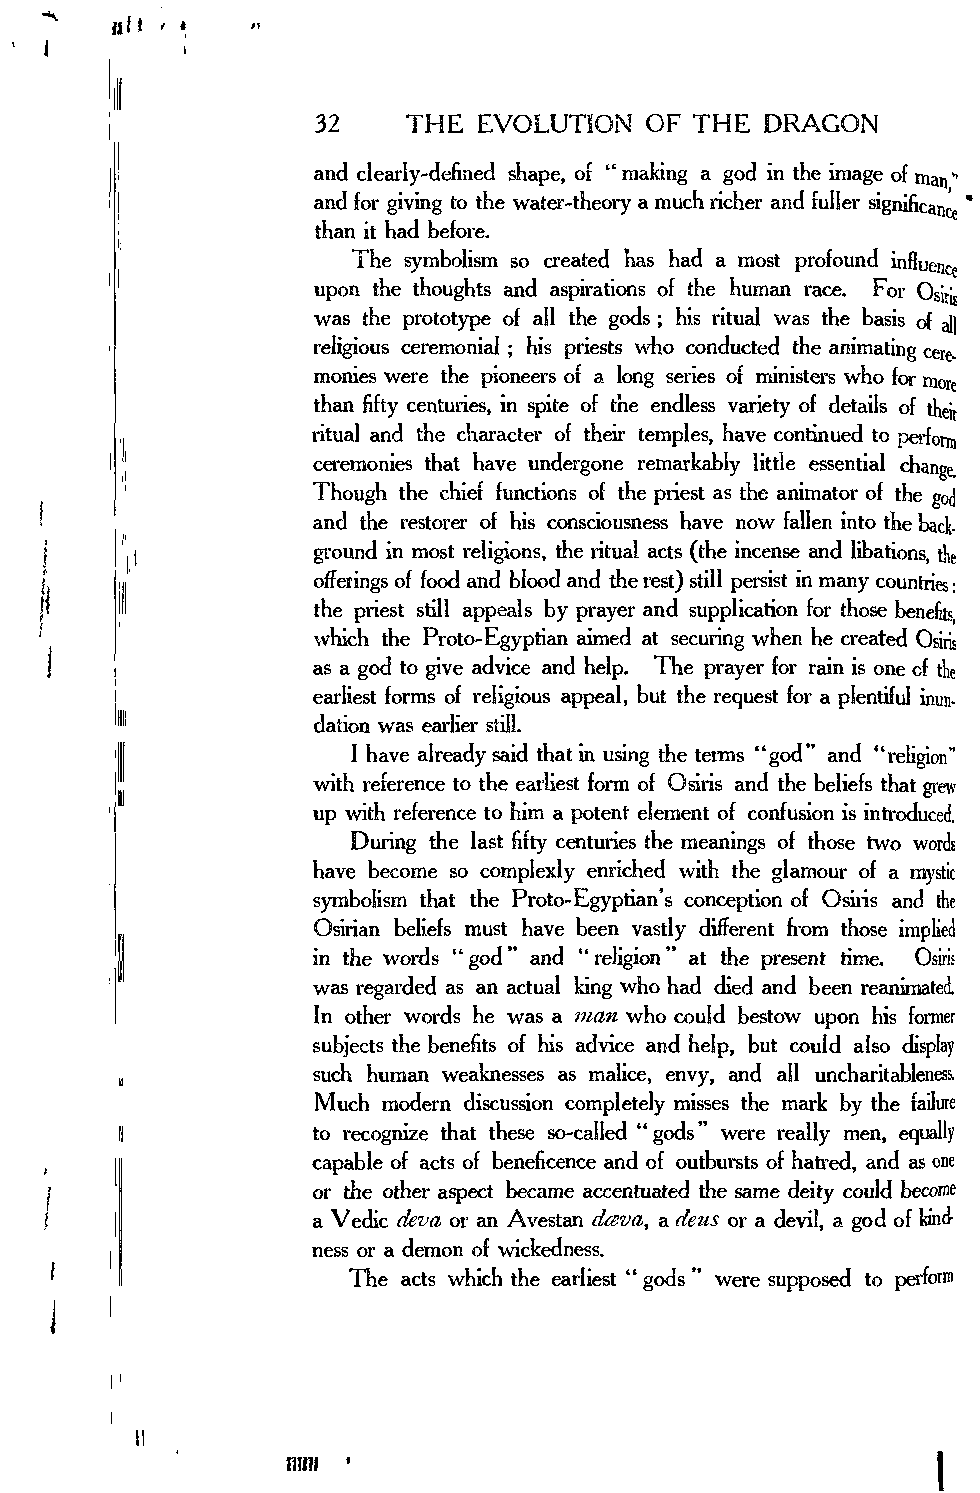 32 THE EVOLUTION OF THE DRAGON
and clearly-defined shape, of “making a god in the image of man,”
and for giving to the water-theory a much richer and fuller significance
than it had before.
The symbolism so created has had a most profound influence
upon the thoughts and aspirations of the human race. For Osiris
was the prototype of all the gods; his ritual was the basis of all
religious ceremonial; his priests who conducted the animating cere-
monies were the pioneers of a long series of ministers who for more
than fifty centuries, in spite of the endless variety of details of their
ritual and the character of their temples, have continued to perform
ceremonies that have undergone remarkably little essential change.
Though the chief functions of the priest as the animator of the god
and the restorer of his consciousness have now fallen into the back-
ground in most religions, the ritual acts (the incense and libations, the
offerings of food and blood and the rest) still persist in many countries:
the priest still appeals by prayer and supplication for those benefits,
which the Proto-Egyptian aimed at securing when he created Osiris
as a god to give advice and help. The prayer for rain is one of the
earliest forms of religious appeal, but the request for a plentiful inun-
dation was earlier still.
I have already said that in using the terms “god” and “religion”
with reference to the earliest form of Osiris and the beliefs that grew
up with reference to him a potent element of confusion is introduced.
During the last fifty centuries the meanings of those two words
have become so complexly enriched with the glamour of a mystic
symbolism that the Proto-Egyptian's conception of Osiris and the
Osirian beliefs must have been vastly different from those implied
in the words “god” and “religion” at the present time. Osiris
was regarded as an actual king who had died and been reanimated.
In other words he was a man who could bestow upon his former
subjects the benefits of his advice and help, but could also display
such human weaknesses as malice, envy, and all uncharitableness.
Much modern discussion completely misses the mark by the failure
to recognize that these so-called “gods” were really men, equally
capable of acts of beneficence and of outbursts of hatred, and as one
or the other aspect became accentuated the same deity could become
a Vedic deva or an Avestan dæva, a deus or a devil, a god of kind-
ness or a demon of wickedness.
The acts which the earliest “gods” were supposed to perform